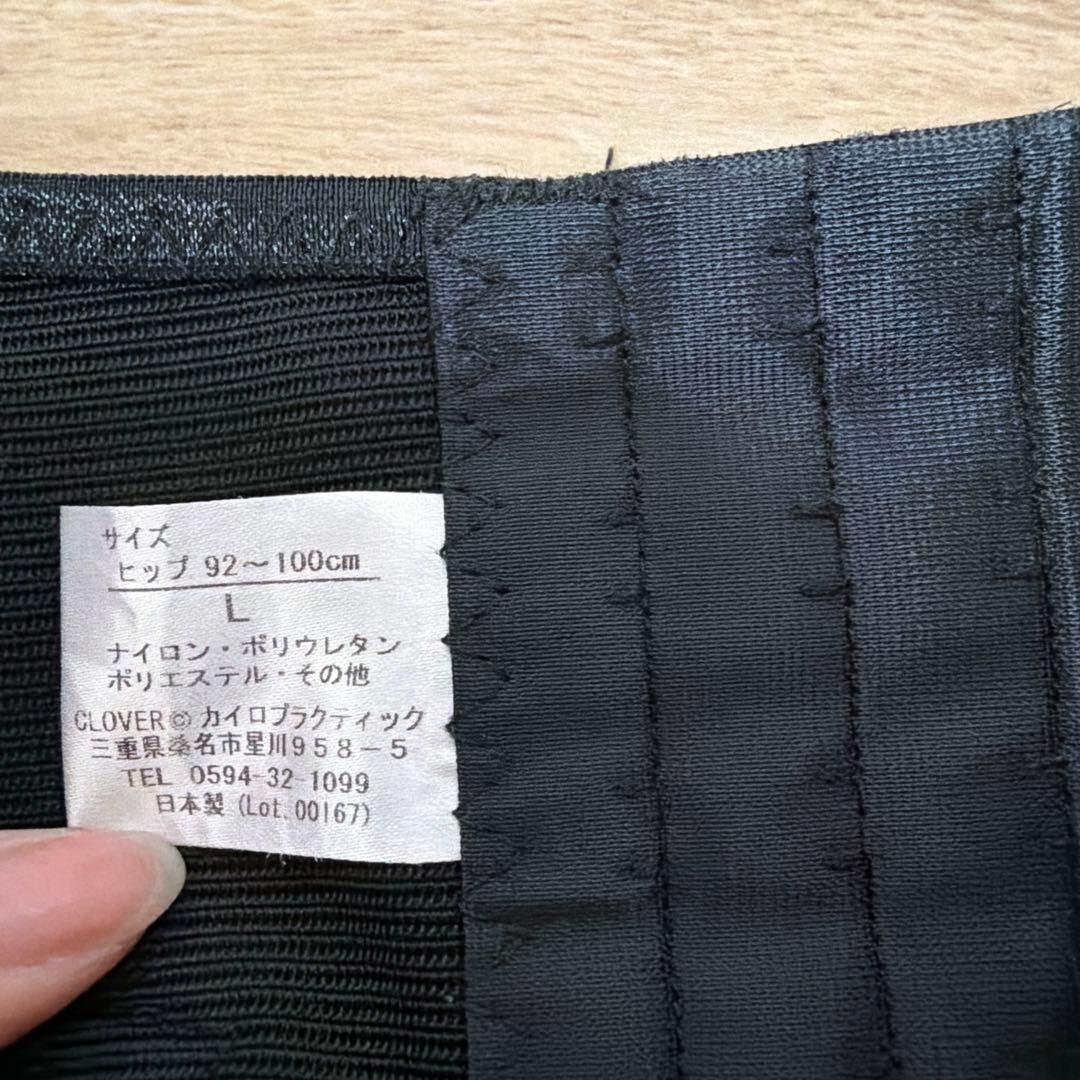 サイズ
ヒップ 92～100cm
L
ナイロン・ポリウレタン
ポリエステル・その他
CLOVER© カイロプラクティック
三重県桑名市星川958-5
TEL 0594-32-1099
日本製 (Lot.00167)